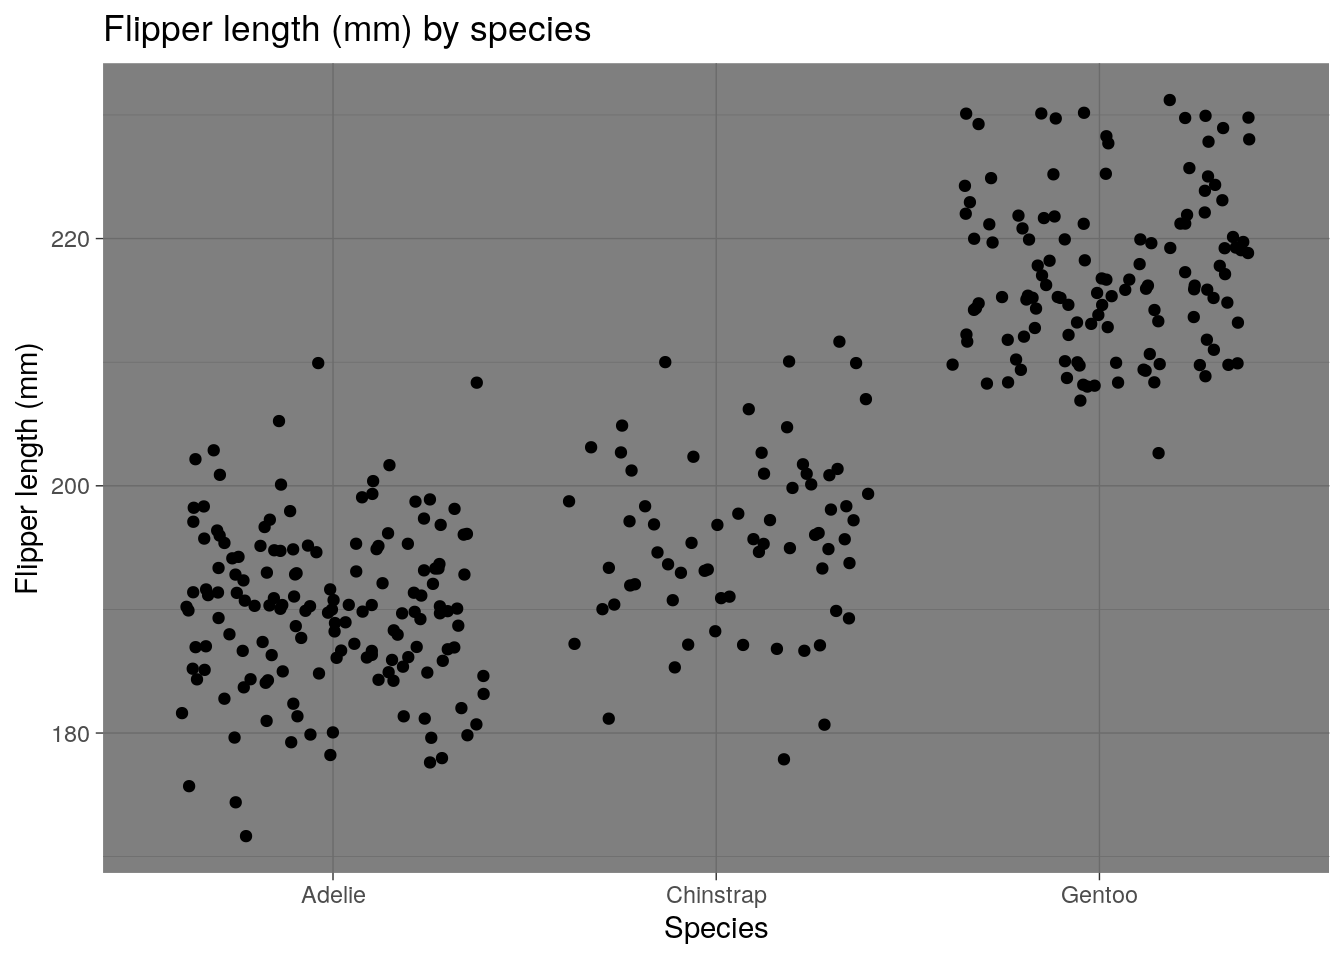 Flipper length (mm) by species
Flipper length (mm)
220
200
180
Adelie
Chinstrap
Gentoo
Species